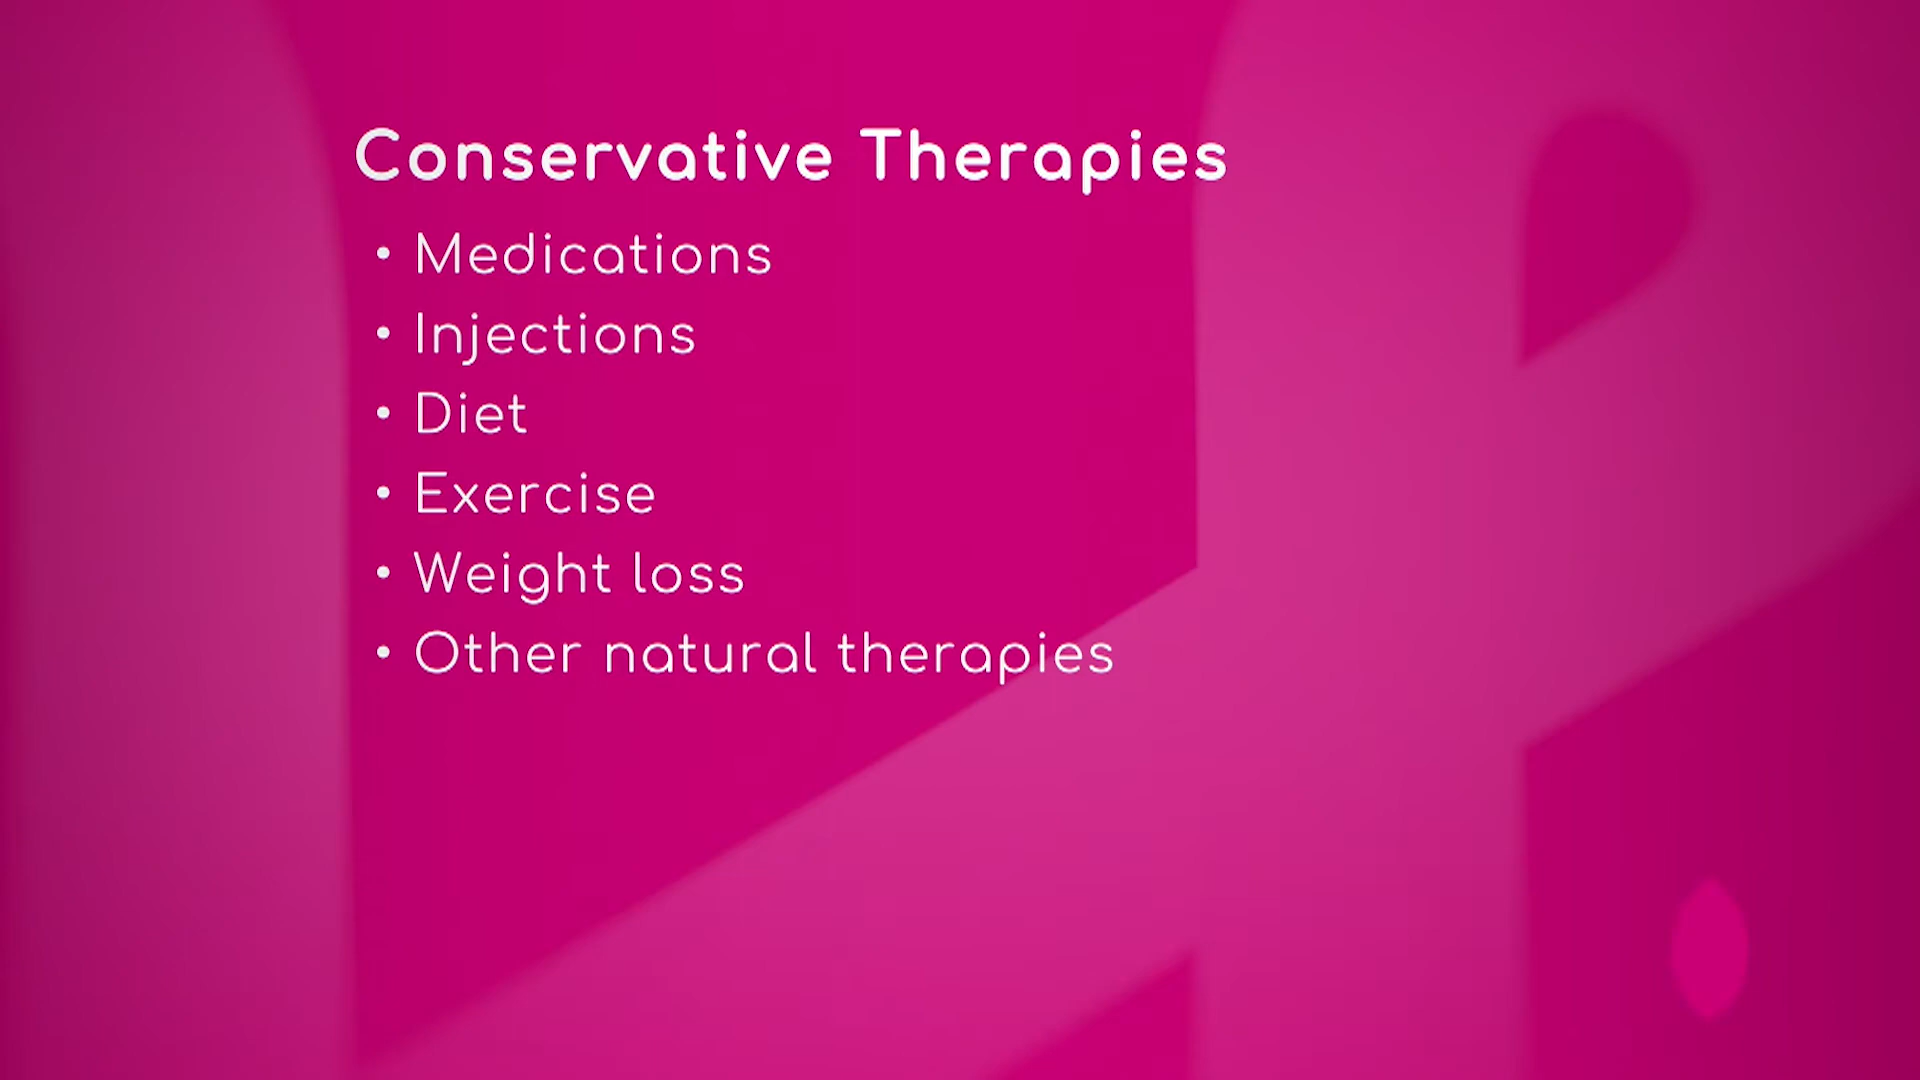 Conservative Therapies
• Medications
• Injections
• Diet
• Exercise
• Weight loss
• Other natural therapies